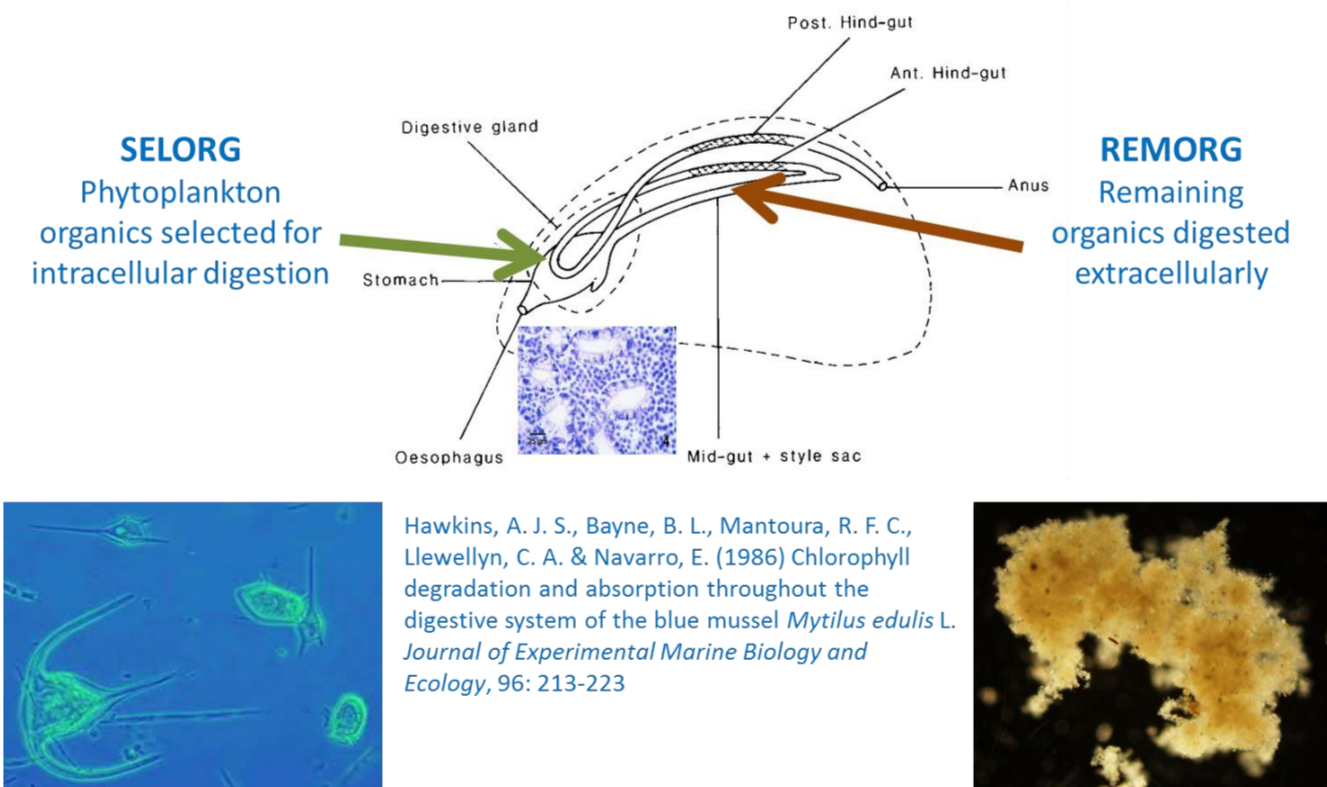 Post. Hind-gut
Ant. Hind-gut
Digestive gland
SELORG
Phytoplankton
organics selected for
intracellular digestion
REMORG
Remaining
organics digested
extracellularly
Anus
Stomach
Oesophagus
Mid-gut + style sac
4
Hawkins, A. J. S., Bayne, B. L., Mantoura, R. F. C.,
Llewellyn, C. A. & Navarro, E. (1986) Chlorophyll
degradation and absorption throughout the
digestive system of the blue mussel Mytilus edulis L.
Journal of Experimental Marine Biology and
Ecology, 96: 213-223